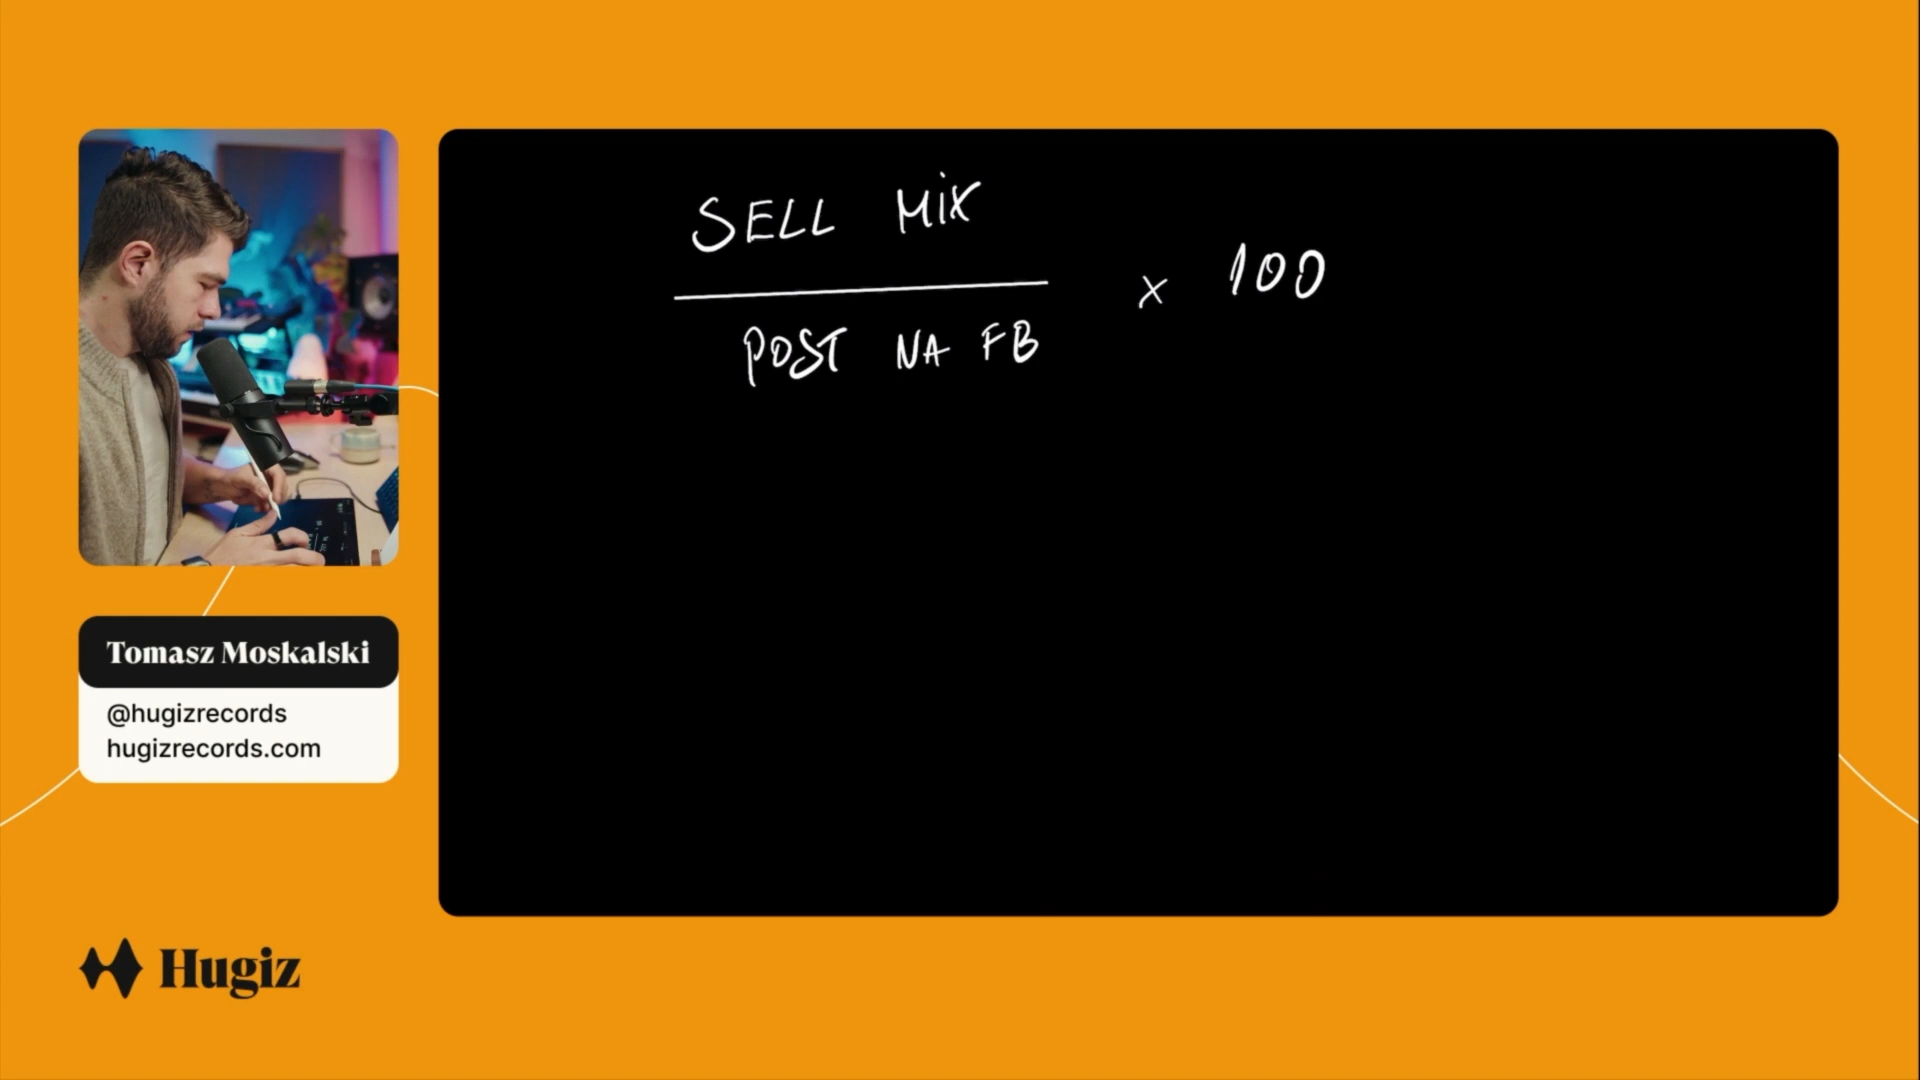 SELL MiX
x 100
POST NA FB
Tomasz Moskalski
@hugizrecords
hugizrecords.com
Hugiz